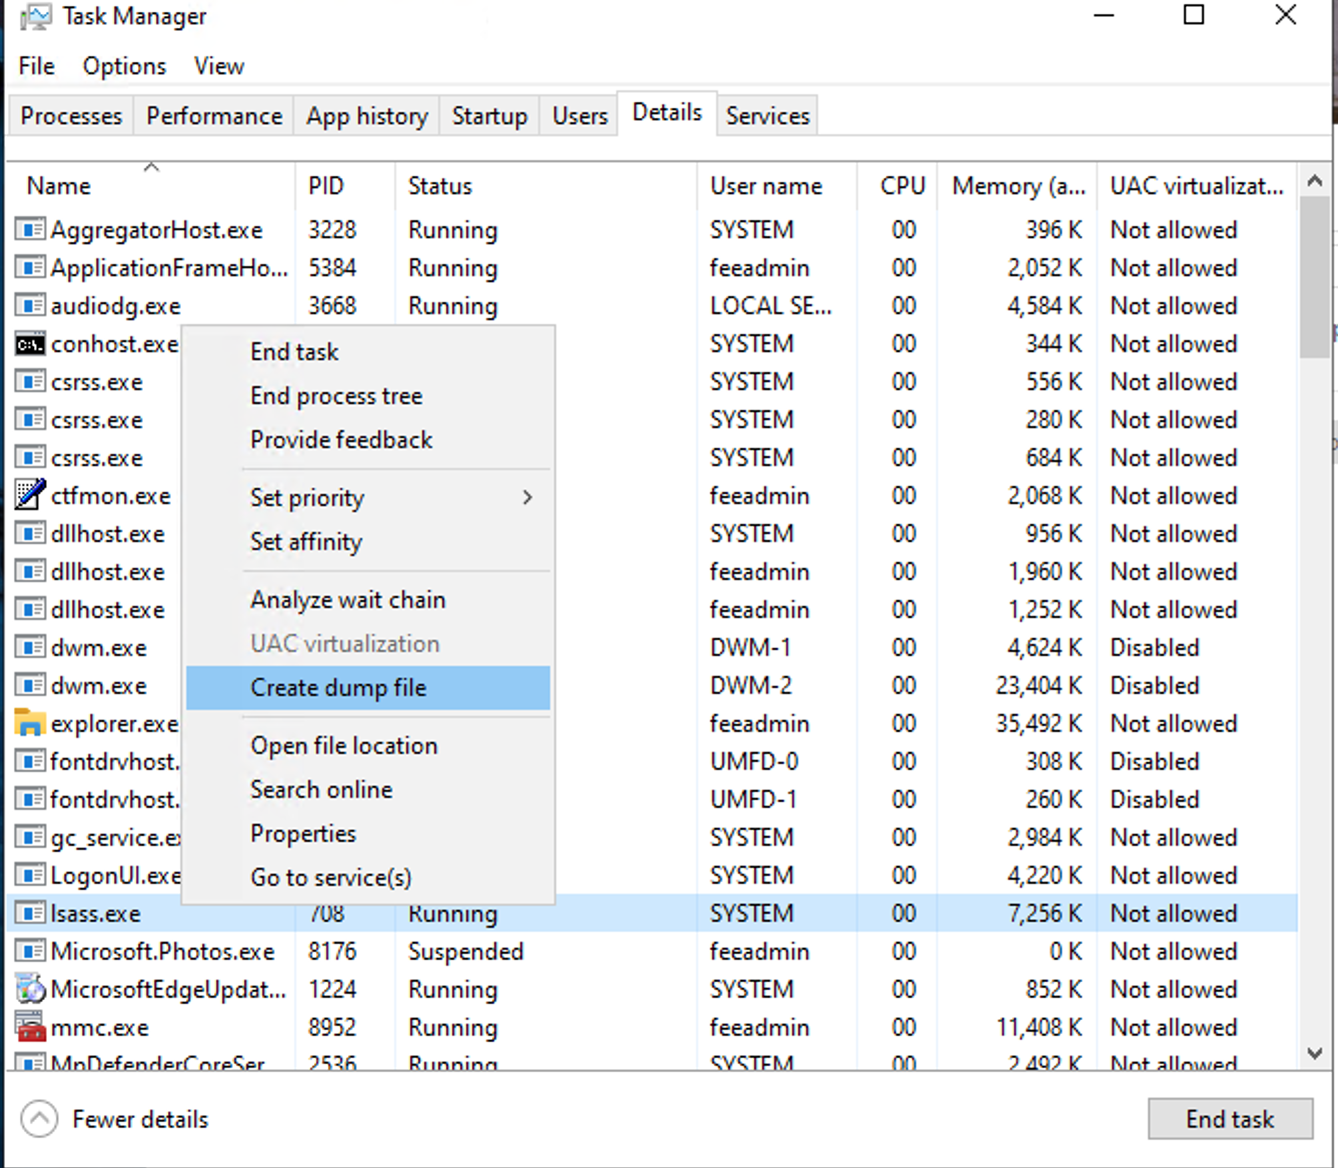 Task Manager
File Options View
Processes Performance App history Startup Users Details Services
Name PID Status User name CPU Memory (a... UAC virtualizat...
AggregatorHost.exe 3228 Running SYSTEM 00 396 K Not allowed
ApplicationFrameHo... 5384 Running feeadmin 00 2,052 K Not allowed
audiodg.exe 3668 Running LOCAL SE... 00 4,584 K Not allowed
conhost.exe SYSTEM 00 344 K Not allowed
csrss.exe SYSTEM 00 556 K Not allowed
csrss.exe SYSTEM 00 280 K Not allowed
csrss.exe SYSTEM 00 684 K Not allowed
ctfmon.exe feeadmin 00 2,068 K Not allowed
dllhost.exe SYSTEM 00 956 K Not allowed
dllhost.exe feeadmin 00 1,960 K Not allowed
dllhost.exe feeadmin 00 1,252 K Not allowed
dwm.exe DWM-1 00 4,624 K Disabled
dwm.exe DWM-2 00 23,404 K Disabled
explorer.exe feeadmin 00 35,492 K Not allowed
fontdrvhost. UMFD-0 00 308 K Disabled
fontdrvhost. UMFD-1 00 260 K Disabled
gc_service.ex SYSTEM 00 2,984 K Not allowed
LogonUI.exe SYSTEM 00 4,220 K Not allowed
lsass.exe 708 Running SYSTEM 00 7,256 K Not allowed
Microsoft.Photos.exe 8176 Suspended feeadmin 00 0 K Not allowed
MicrosoftEdgeUpdat... 1224 Running SYSTEM 00 852 K Not allowed
mmc.exe 8952 Running feeadmin 00 11,408 K Not allowed
MpDefenderCoreSer 2536 Running SYSTEM 00 2,492 K Not allowed
End task
End process tree
Provide feedback
Set priority
Set affinity
Analyze wait chain
UAC virtualization
Create dump file
Open file location
Search online
Properties
Go to service(s)
Fewer details
End task